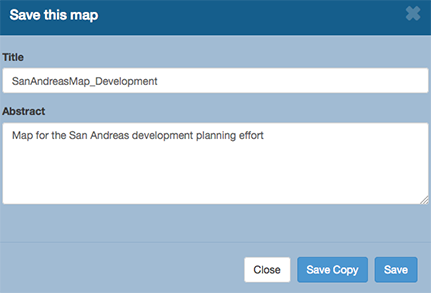 Save this map
Title
SanAndreasMap_Development
Abstract
Map for the San Andreas development planning effort
Close
Save Copy
Save